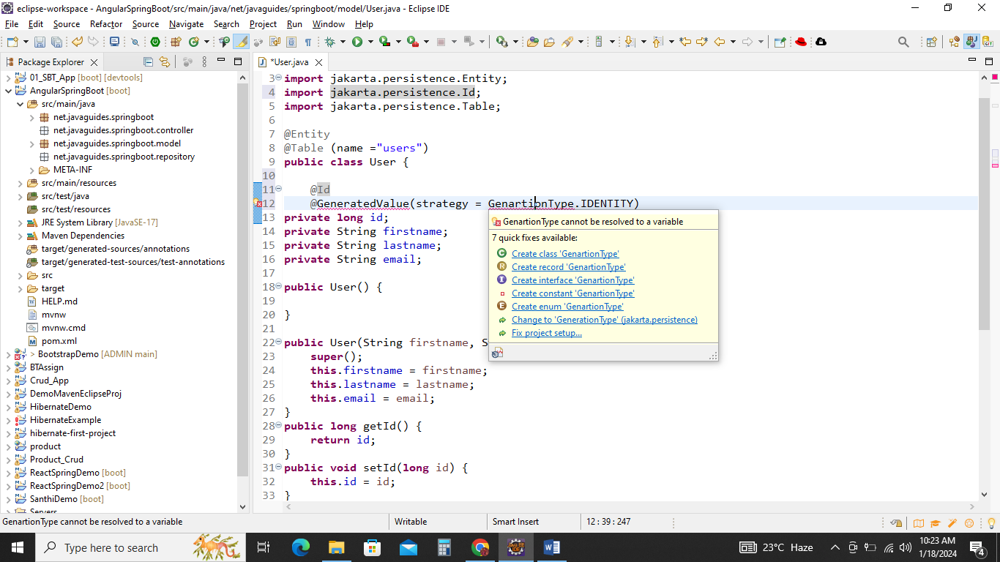 eclipse-workspace - AngularSpringBoot/src/main/java/net/javaguides/springboot/model/User.java - Eclipse IDE
File Edit Source Refactor Source Navigate Search Project Run Window Help
Package Explorer
*User.java
01_SBT_App [boot] [devtools]
AngularSpringBoot [boot]
src/main/java
net.javaguides.springboot
net.javaguides.springboot.controller
net.javaguides.springboot.model
net.javaguides.springboot.repository
META-INF
src/main/resources
src/test/java
src/test/resources
JRE System Library [JavaSE-17]
Maven Dependencies
target/generated-sources/annotations
target/generated-test-sources/test-annotations
src
target
HELP.md
mvnw
mvnw.cmd
pom.xml
> BootstrapDemo [ADMIN main]
BTAssign
Crud_App
DemoMavenEclipseProj
HibernateDemo
HibernateExample
hibernate-first-project
product
Product_Crud
ReactSpringDemo [boot]
ReactSpringDemo2 [boot]
SanthiDemo [boot]
Servers
3 import jakarta.persistence.Entity;
4 import jakarta.persistence.Id;
5 import jakarta.persistence.Table;
6
7 @Entity
8 @Table (name ="users")
9 public class User {
10
11 @Id
12 @GeneratedValue(strategy = GenartionType.IDENTITY)
13 private long id;
14 private String firstname;
15 private String lastname;
16 private String email;
17
18 public User() {
19
20 }
21
22 public User(String firstname, S
23 super();
24 this.firstname = firstname;
25 this.lastname = lastname;
26 this.email = email;
27 }
28 public long getId() {
29 return id;
30 }
31 public void setId(long id) {
32 this.id = id;
33 }
GenartionType cannot be resolved to a variable
7 quick fixes available:
Create class 'GenartionType'
Create record 'GenartionType'
Create interface 'GenartionType'
Create constant 'GenartionType'
Create enum 'GenartionType'
Change to 'GenerationType' (jakarta.persistence)
Fix project setup...
GenartionType cannot be resolved to a variable
Writable
Smart Insert
12 : 39 : 247
Type here to search
23°C Haze
10:23 AM
1/18/2024
4